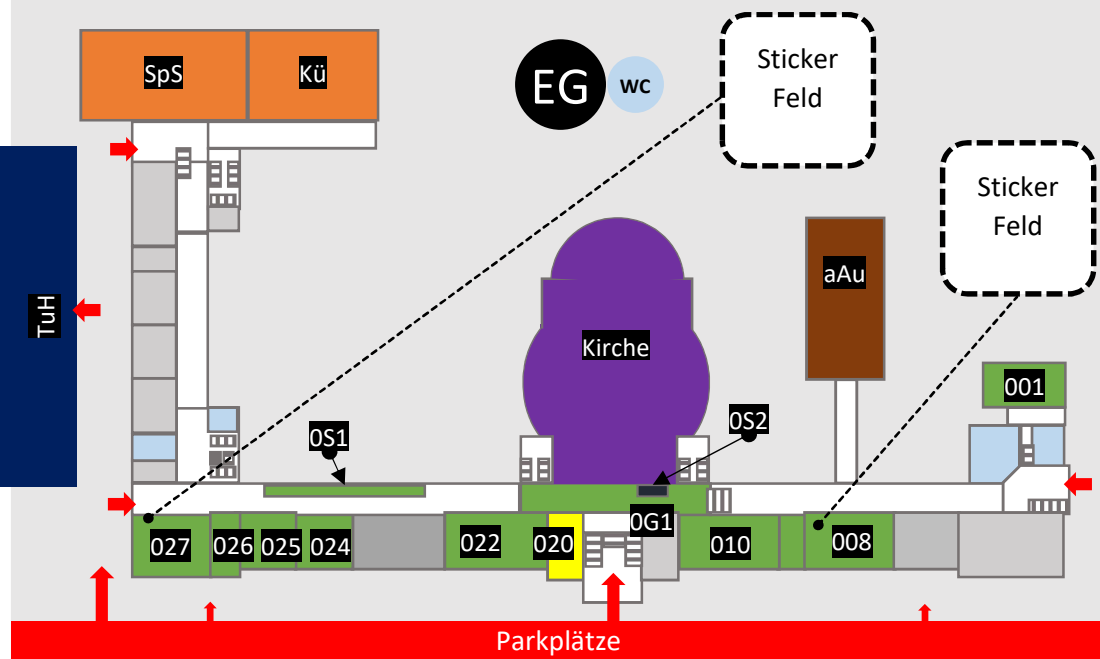 SpS
Kü
EG
WC
Sticker
Feld
Sticker
Feld
TuH
Kirche
aAu
001
0S1
0S2
0G1
027
026
025
024
022
020
010
008
Parkplätze